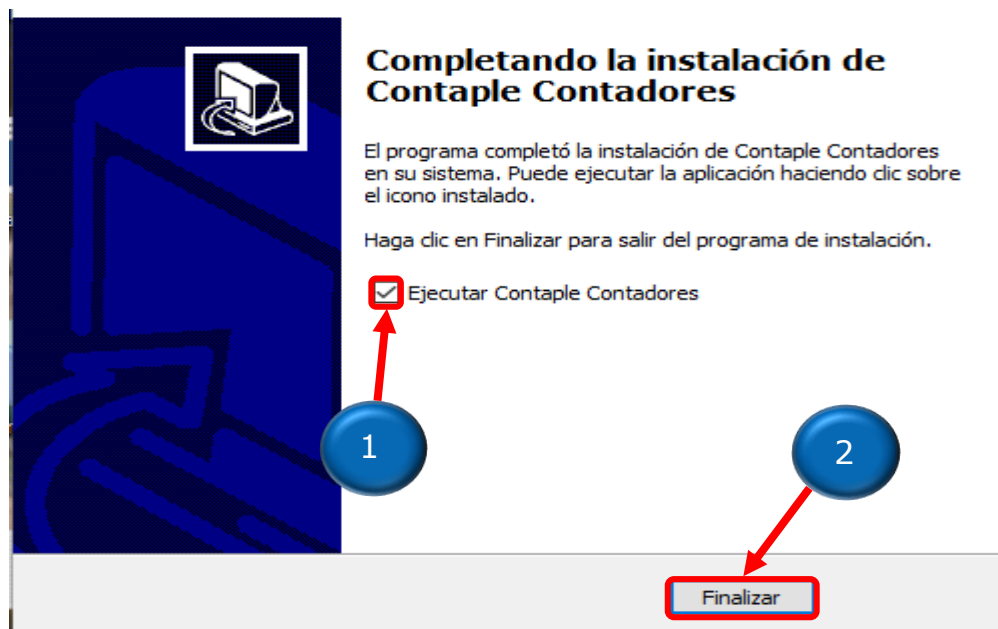 Completando la instalación de
Contaple Contadores
El programa completó la instalación de Contaple Contadores
en su sistema. Puede ejecutar la aplicación haciendo clic sobre
el icono instalado.
Haga clic en Finalizar para salir del programa de instalación.
Ejecutar Contaple Contadores
1
2
Finalizar